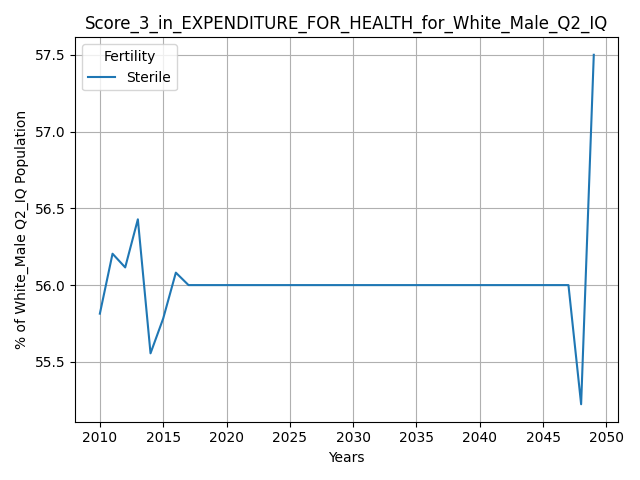 Score_3_in_EXPENDITURE_FOR_HEALTH_for_White_Male_Q2_IQ
Fertility
Sterile
% of White_Male Q2_IQ Population
57.5
57.0
56.5
56.0
55.5
2010 2015 2020 2025 2030 2035 2040 2045 2050
Years